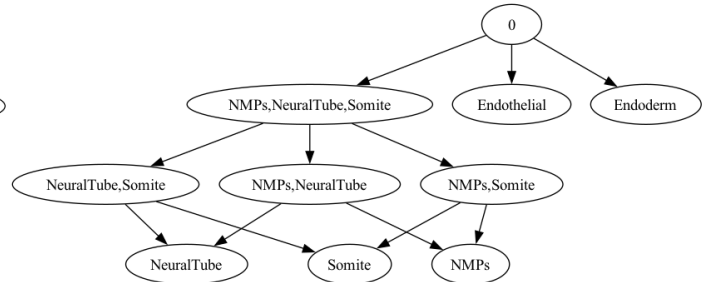 0
NMPs,NeuralTube,Somite
Endothelial
Endoderm
NeuralTube,Somite
NMPs,NeuralTube
NMPs,Somite
NeuralTube
Somite
NMPs